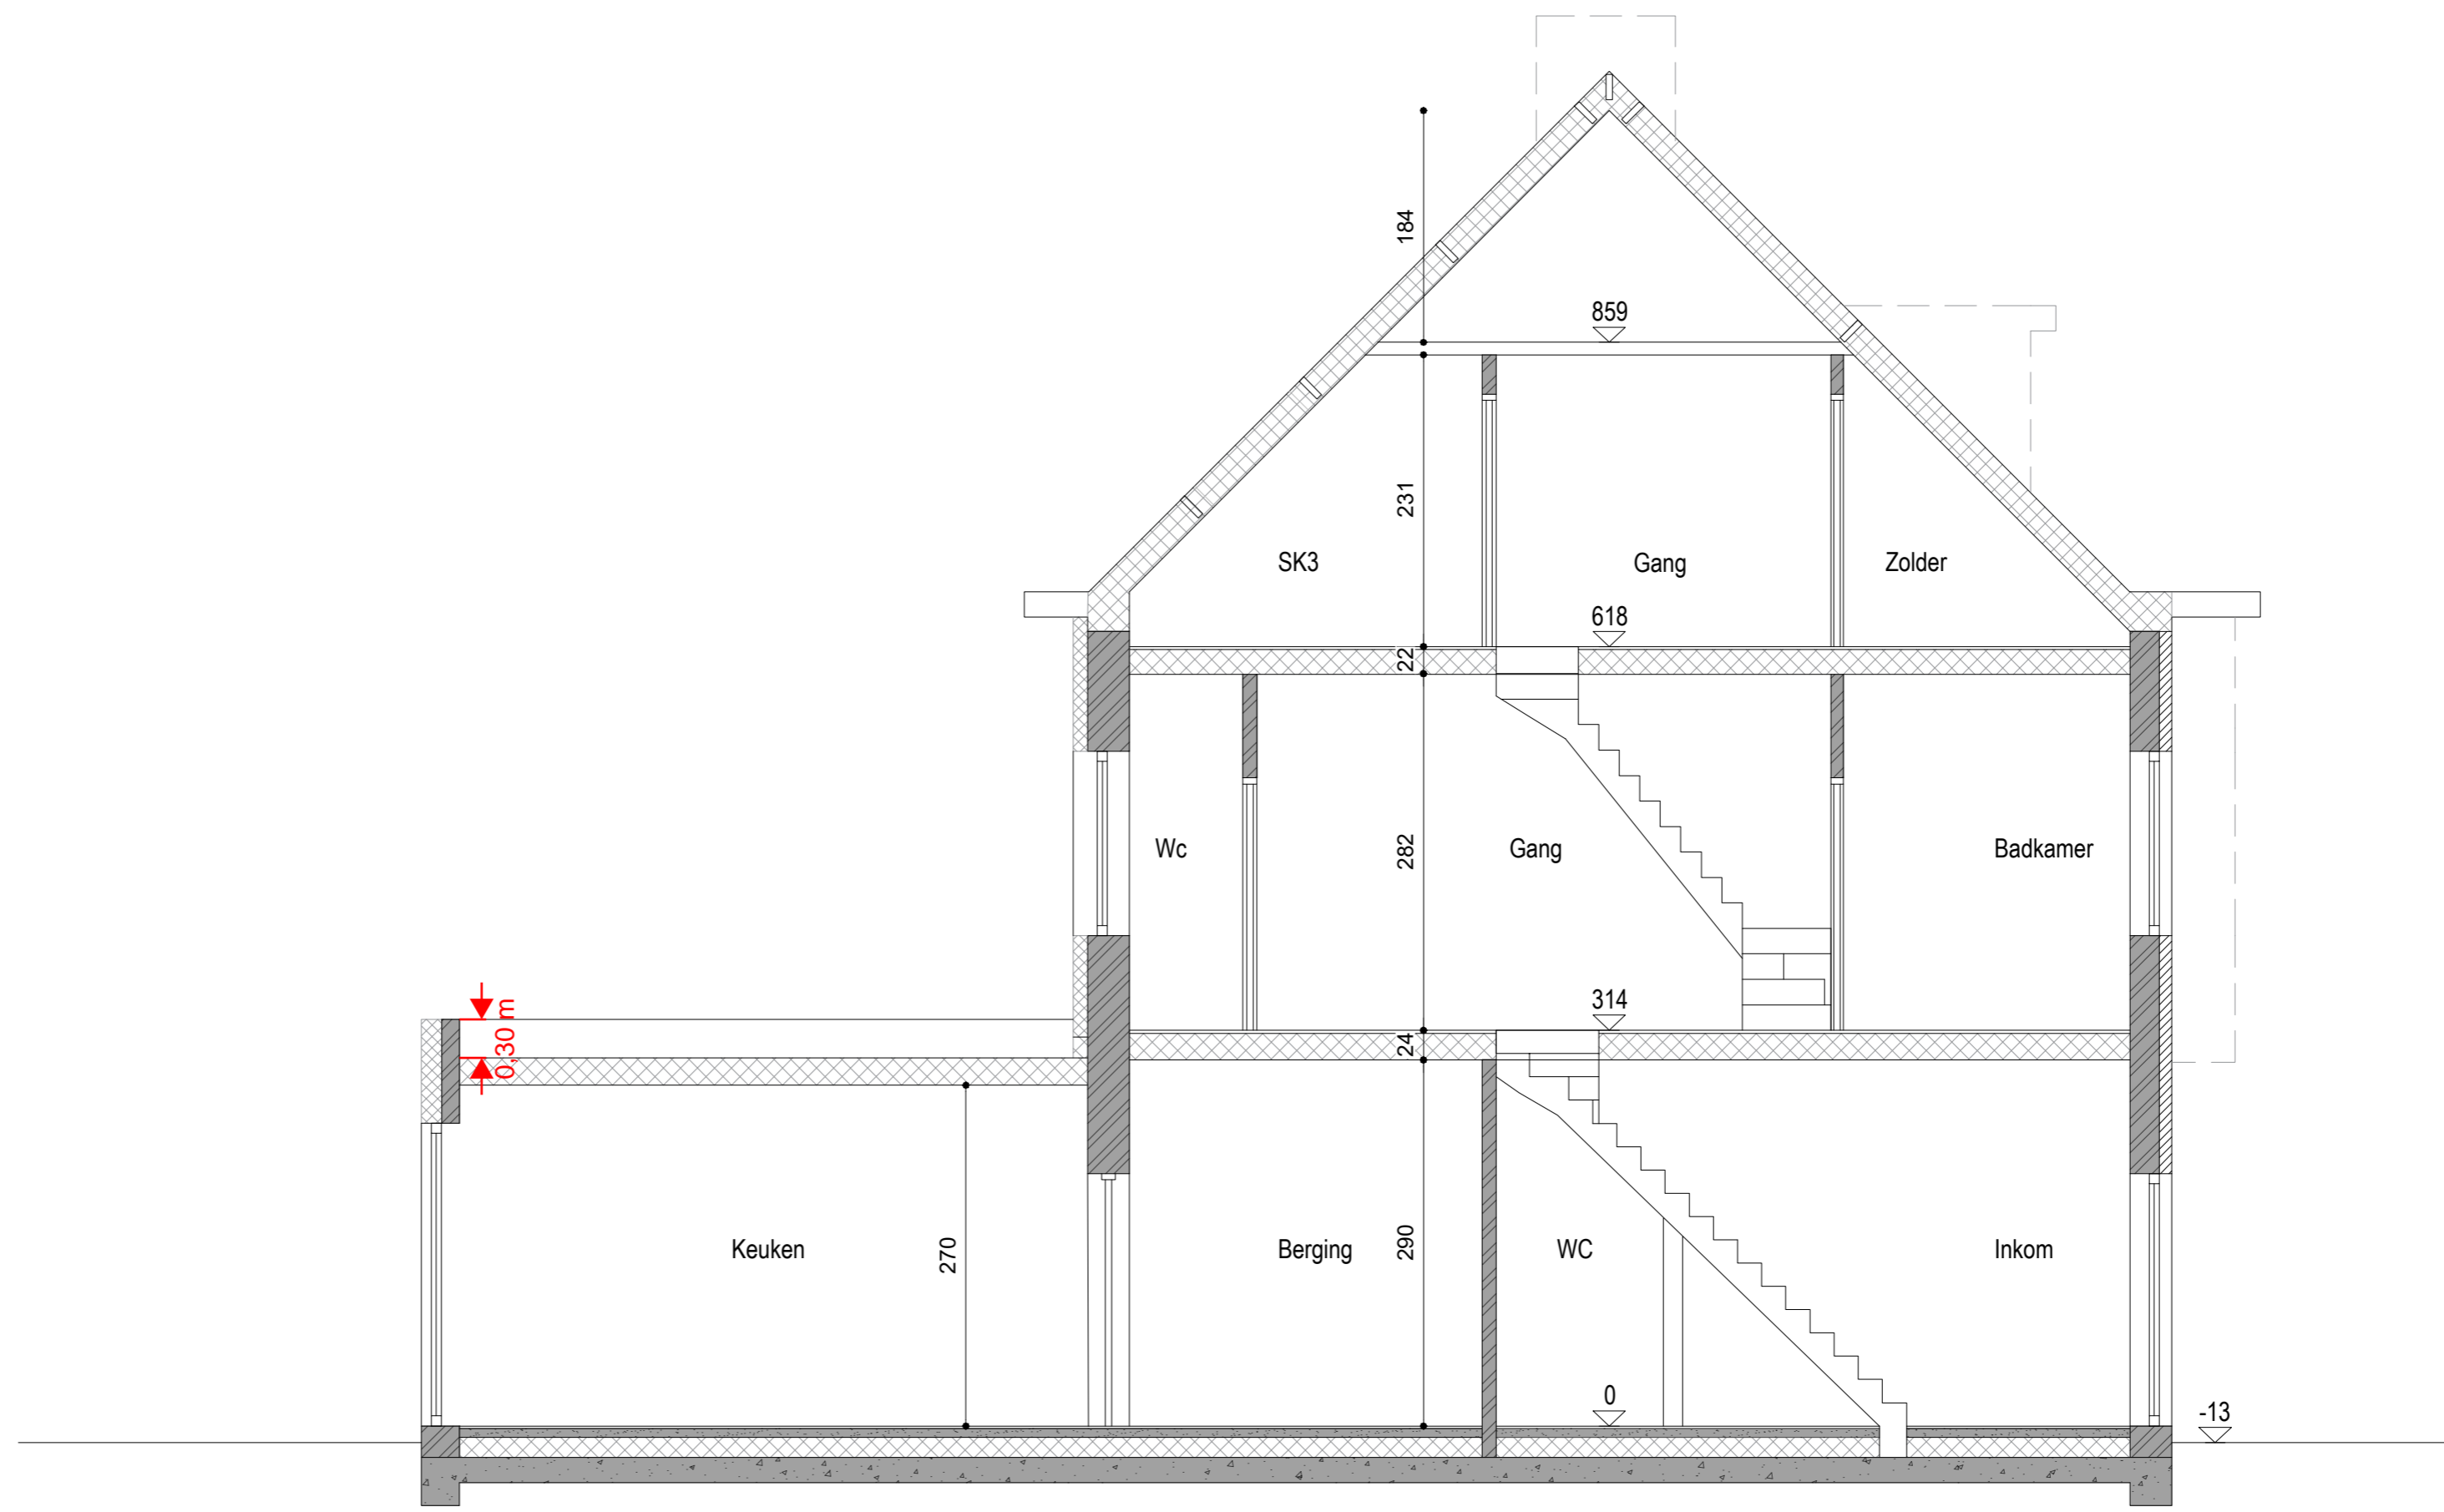 184
859
231
SK3
Gang
Zolder
618
22
Wc
282
Gang
Badkamer
314
0,30 m
24
Keuken
270
Berging
290
WC
Inkom
0
-13